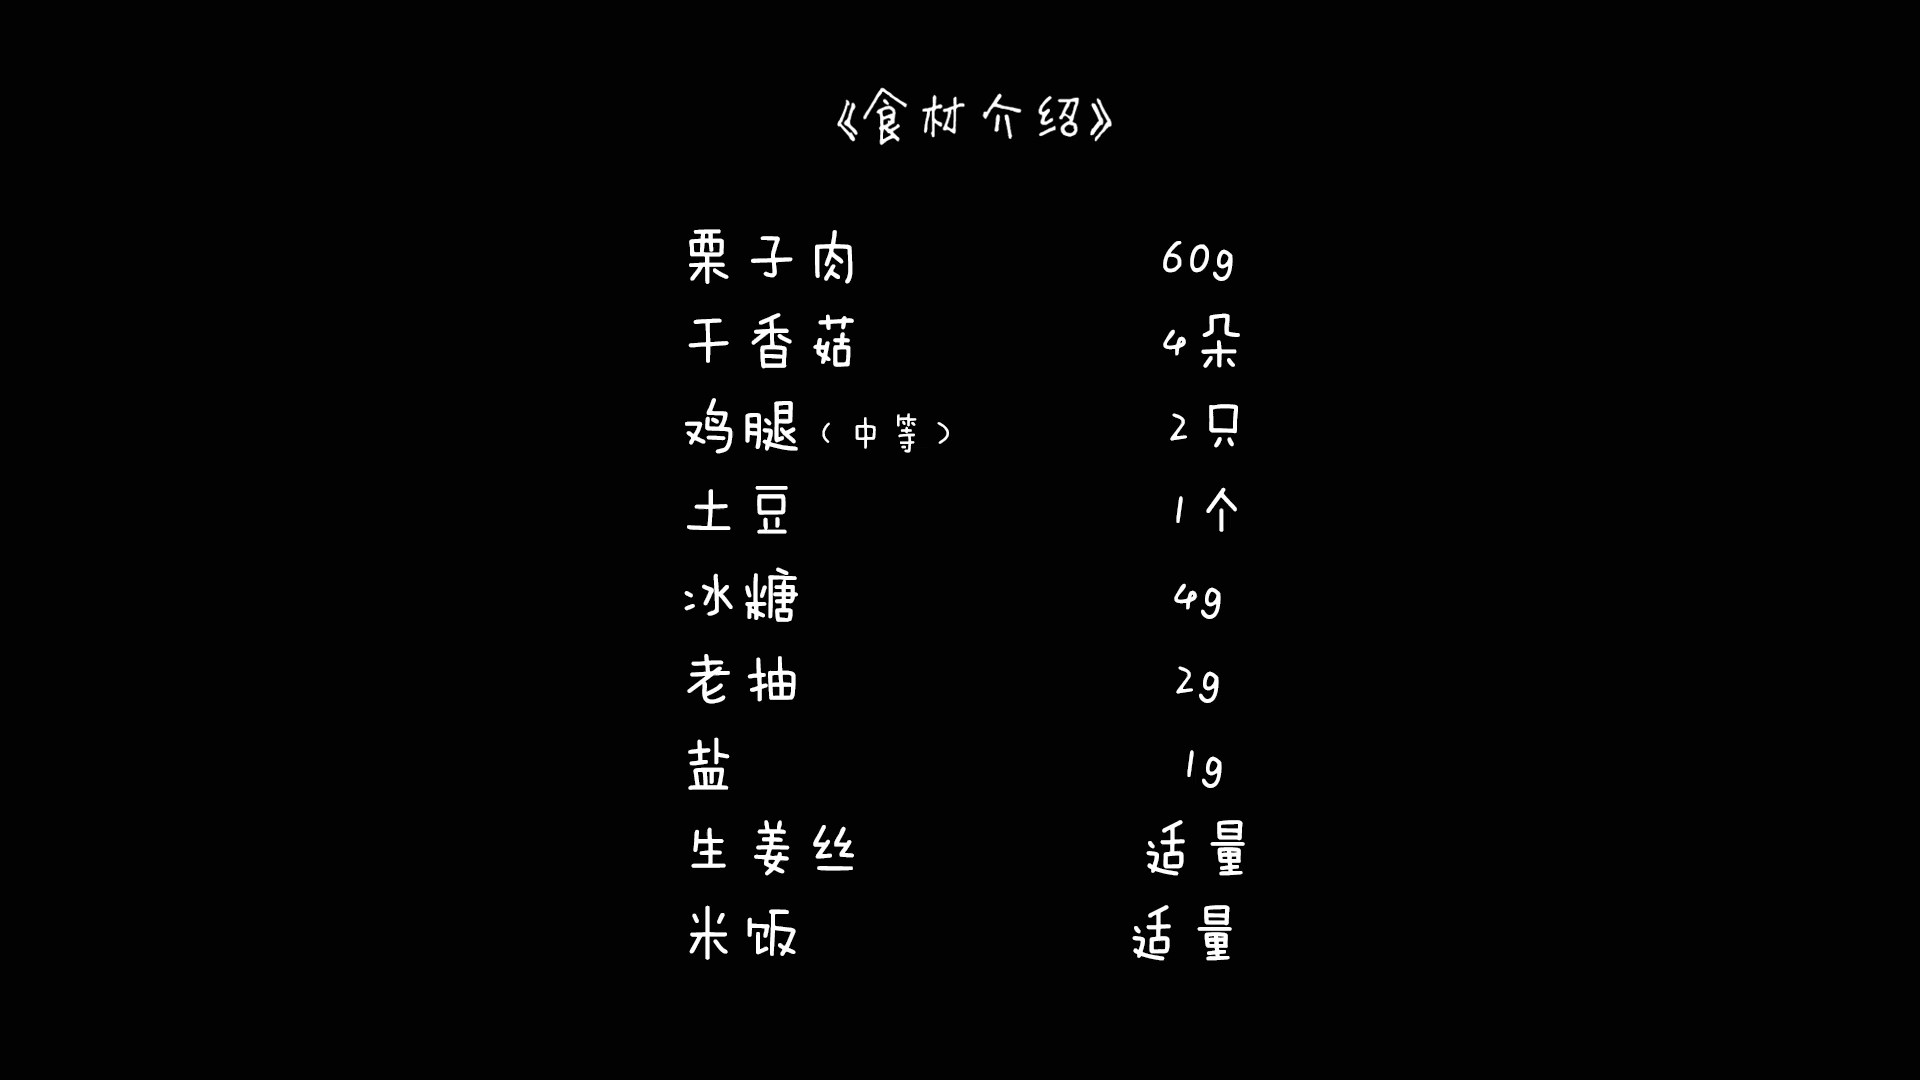 《食材介绍》
栗子肉 60g
干香菇 4朵
鸡腿（中等） 2只
土豆 1个
冰糖 4g
老抽 2g
盐 1g
生姜丝 适量
米饭 适量